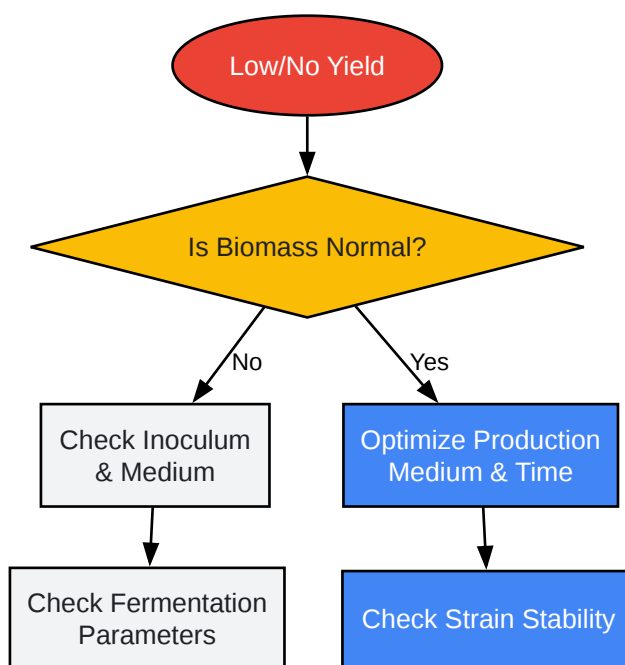 Low/No Yield
Is Biomass Normal?
No
Yes
Check Inoculum
& Medium
Optimize Production
Medium & Time
Check Fermentation
Parameters
Check Strain Stability